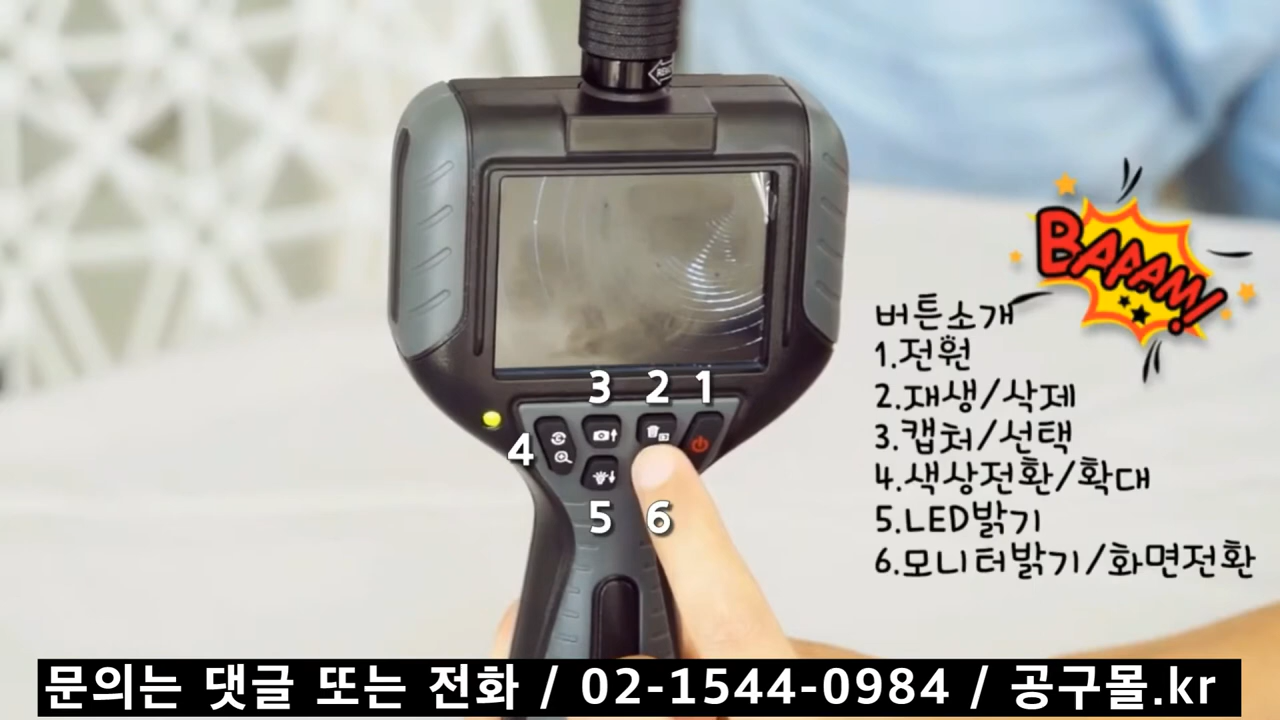 BAAAM!
버튼소개
1.전원
2.재생/삭제
3.캡처/선택
4.색상전환/확대
5.LED밝기
6.모니터밝기/화면전환
3 2 1
4
5 6
문의는 댓글 또는 전화 / 02-1544-0984 / 공구몰.kr